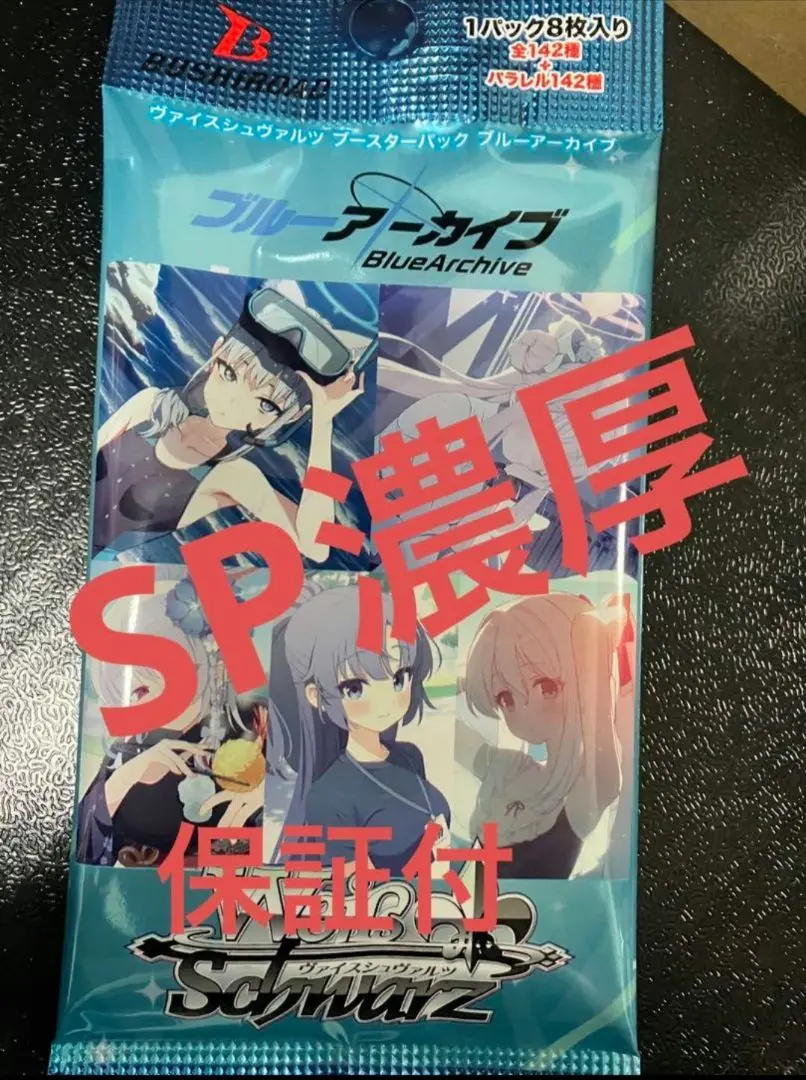 BUSHIROAD
1パック8枚入り
全142種
+
パラレル142種
ヴァイスシュヴァルツ ブースターパック ブルーアーカイブ
ブルーアーカイブ
BlueArchive
SP濃厚
保証付
Weiß
ヴァイスシュヴァルツ
Schwarz